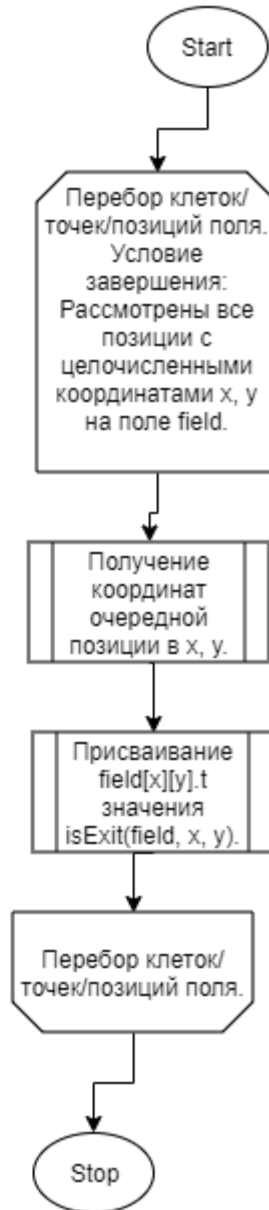 Start
Перебор клеток/
точек/позиций поля.
Условие
завершения:
Рассмотрены все
позиции с
целочисленными
координатами x, y
на поле field.
Получение
координат
очередной
позиции в x, y.
Присваивание
field[x][y].t
значения
isExit(field, x, y).
Перебор клеток/
точек/позиций поля.
Stop